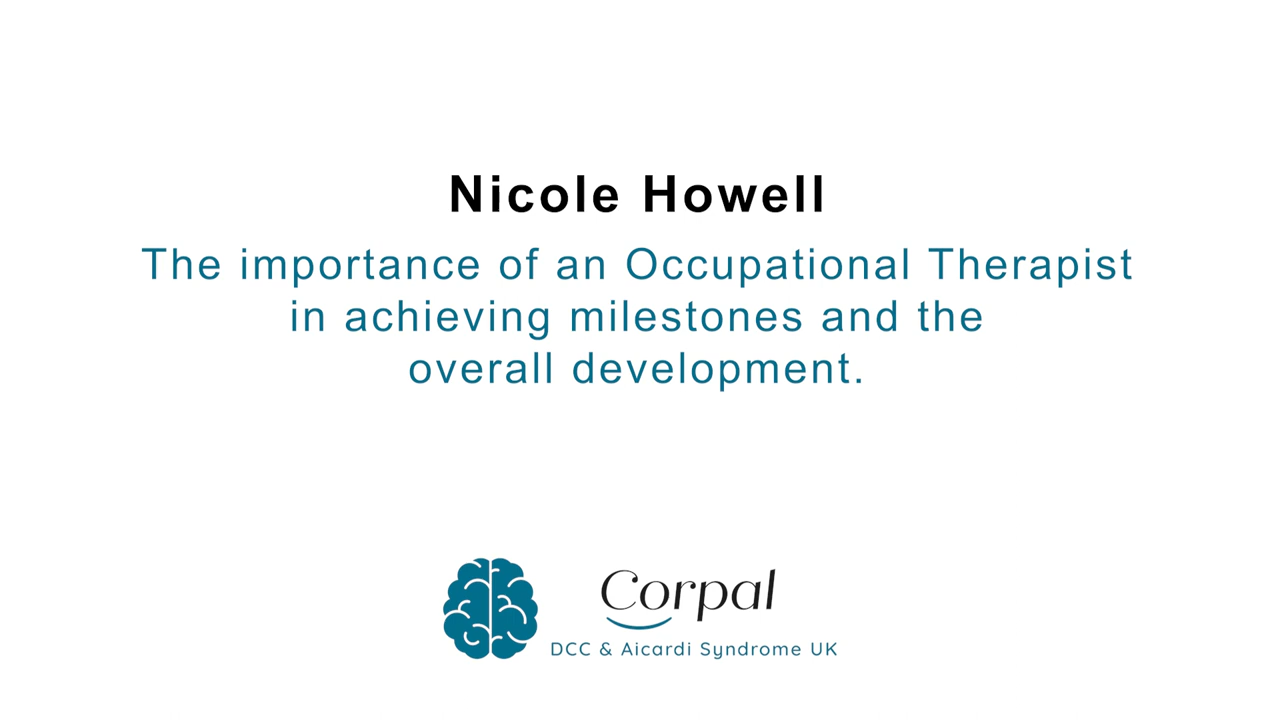 Nicole Howell
The importance of an Occupational Therapist
in achieving milestones and the
overall development.
Corpal
DCC & Aicardi Syndrome UK